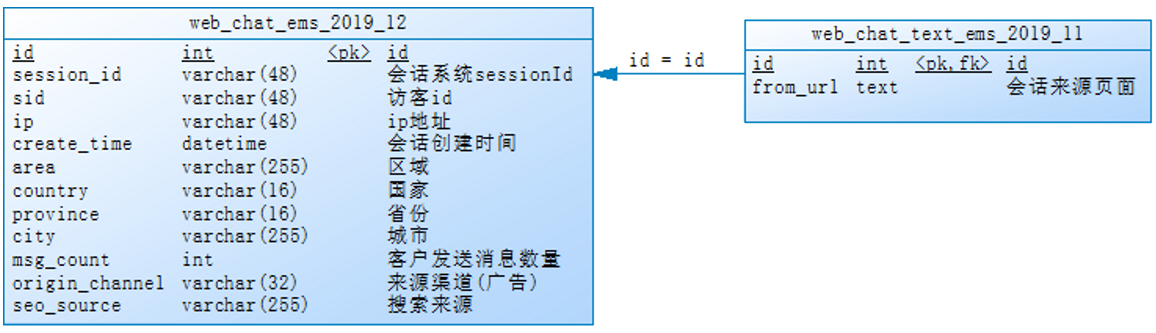 web_chat_ems_2019_12
id int <pk> id
session_id varchar(48) 会话系统sessionId
sid varchar(48) 访客id
ip varchar(48) ip地址
create_time datetime 会话创建时间
area varchar(255) 区域
country varchar(16) 国家
province varchar(16) 省份
city varchar(255) 城市
msg_count int 客户发送消息数量
origin_channel varchar(32) 来源渠道(广告)
seo_source varchar(255) 搜索来源
id = id
web_chat_text_ems_2019_11
id int <pk,fk> id
from_url text 会话来源页面